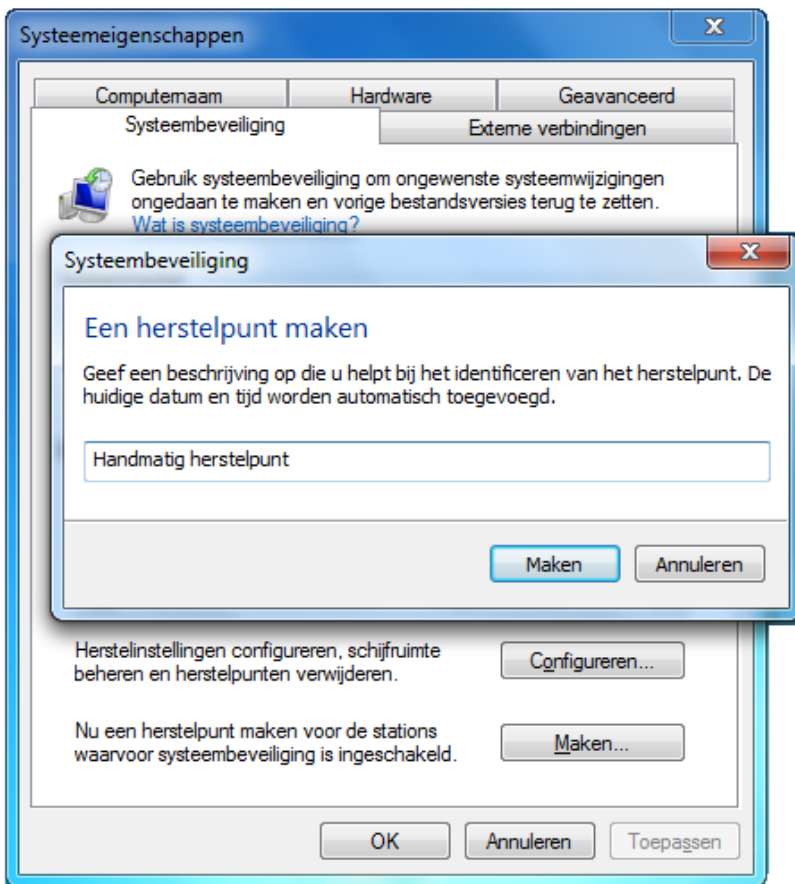 Systeemeigenschappen
Computernaam
Hardware
Geavanceerd
Systeembeveiliging
Externe verbindingen
Gebruik systeembeveiliging om ongewenste systeemwijzigingen
ongedaan te maken en vorige bestandsversies terug te zetten.
Wat is systeembeveiliging?
Systeembeveiliging
Een herstelpunt maken
Geef een beschrijving op die u helpt bij het identificeren van het herstelpunt. De
huidige datum en tijd worden automatisch toegevoegd.
Handmatig herstelpunt
Maken
Annuleren
Herstelinstellingen configureren, schijfruimte
beheren en herstelpunten verwijderen.
Configureren...
Nu een herstelpunt maken voor de stations
waarvoor systeembeveiliging is ingeschakeld.
Maken...
OK
Annuleren
Toepassen